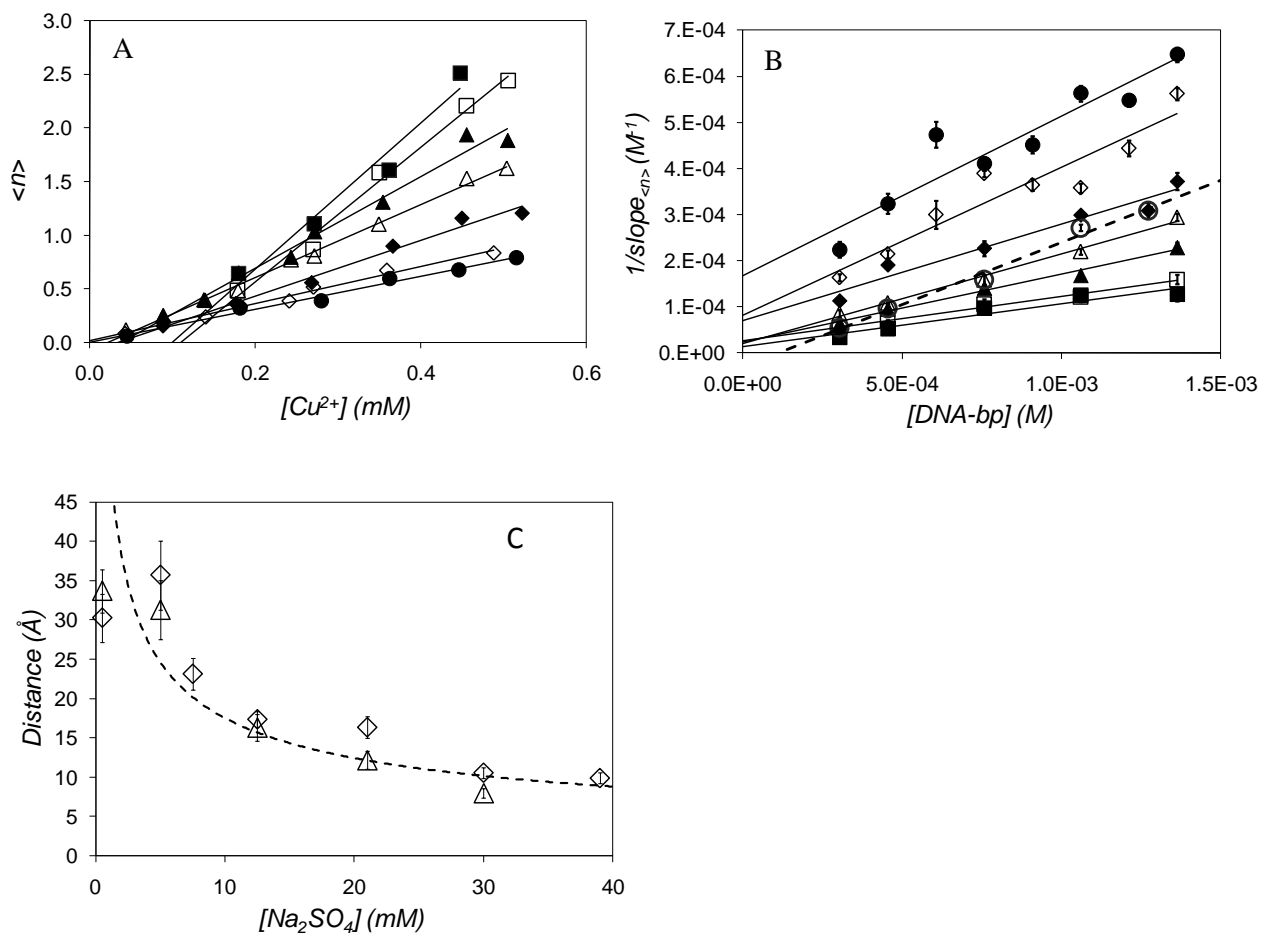 A
3.0
2.5
2.0
1.5
1.0
0.5
0.0
<n>
0.0 0.2 0.4 0.6
[Cu²⁺] (mM)
B
7.E-04
6.E-04
5.E-04
4.E-04
3.E-04
2.E-04
1.E-04
0.E+00
1/slope<n> (M⁻¹)
0.0E+00 5.0E-04 1.0E-03 1.5E-03
[DNA-bp] (M)
C
45
40
35
30
25
20
15
10
5
0
Distance (Å)
0 10 20 30 40
[Na₂SO₄] (mM)